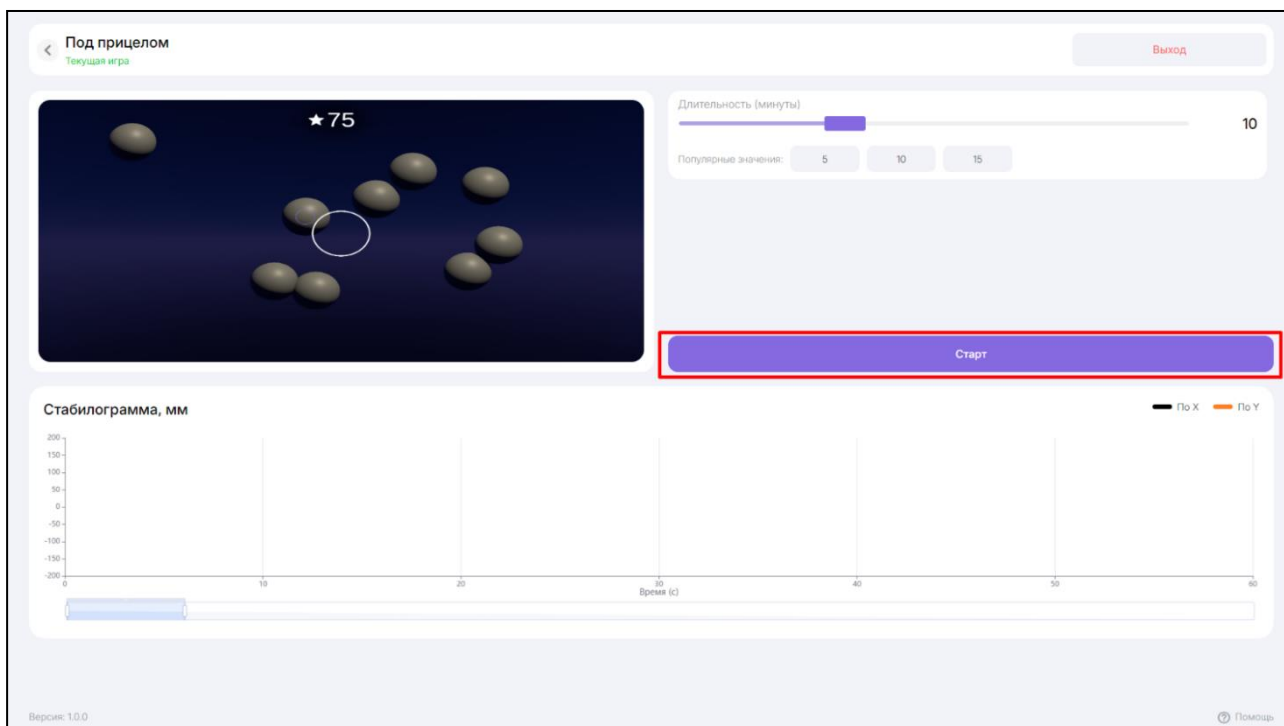 Под прицелом
Текущая игра
Выход
★75
Длительность (минуты)
10
Популярные значения: 5 10 15
Старт
Стабилограмма, мм
По X По Y
200
150
100
50
0
-50
-100
-150
-200
0 10 20 30 40 50 60
Время (с)
Версия: 1.0.0
Помощь